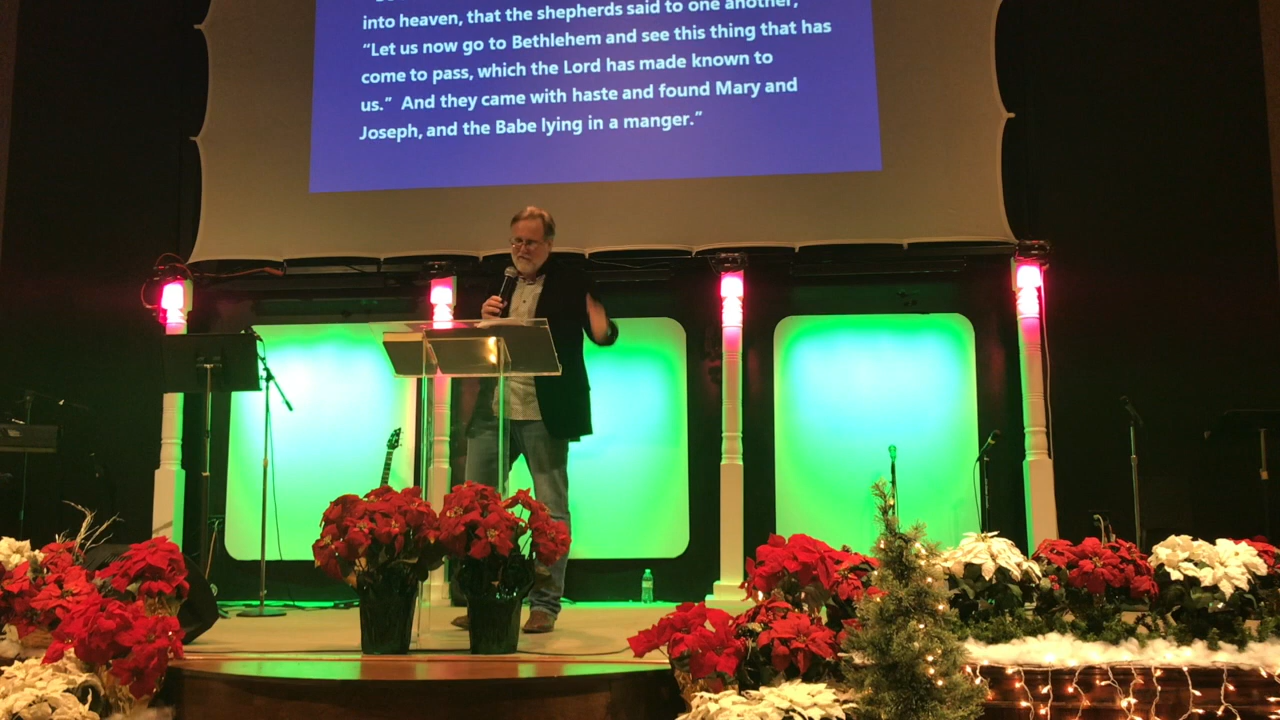 into heaven, that the shepherds said to one another,
“Let us now go to Bethlehem and see this thing that has
come to pass, which the Lord has made known to
us.” And they came with haste and found Mary and
Joseph, and the Babe lying in a manger.”